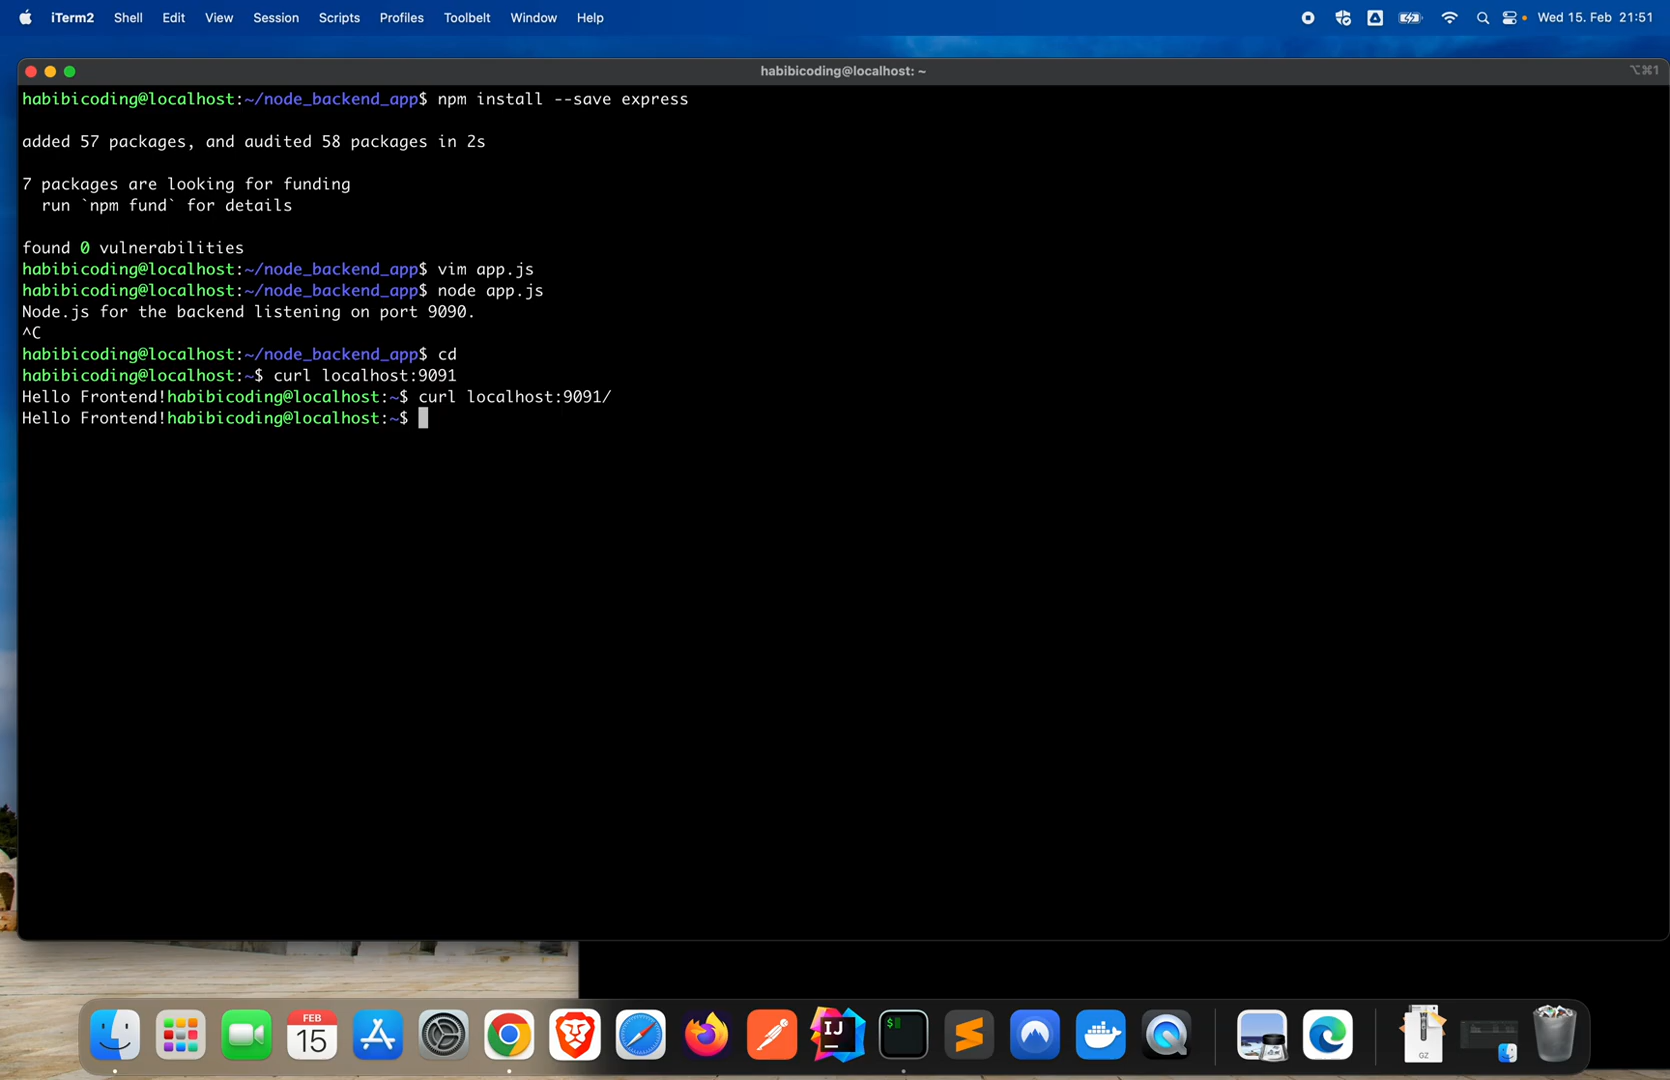 iTerm2 Shell Edit View Session Scripts Profiles Toolbelt Window Help Wed 15. Feb 21:51
habibicoding@localhost: ~ ⌥⌘1
habibicoding@localhost:~/node_backend_app$ npm install --save express
added 57 packages, and audited 58 packages in 2s
7 packages are looking for funding
run `npm fund` for details
found 0 vulnerabilities
habibicoding@localhost:~/node_backend_app$ vim app.js
habibicoding@localhost:~/node_backend_app$ node app.js
Node.js for the backend listening on port 9090.
^C
habibicoding@localhost:~/node_backend_app$ cd
habibicoding@localhost:~$ curl localhost:9091
Hello Frontend!habibicoding@localhost:~$ curl localhost:9091/
Hello Frontend!habibicoding@localhost:~$
FEB
15
IJ
$
GZ